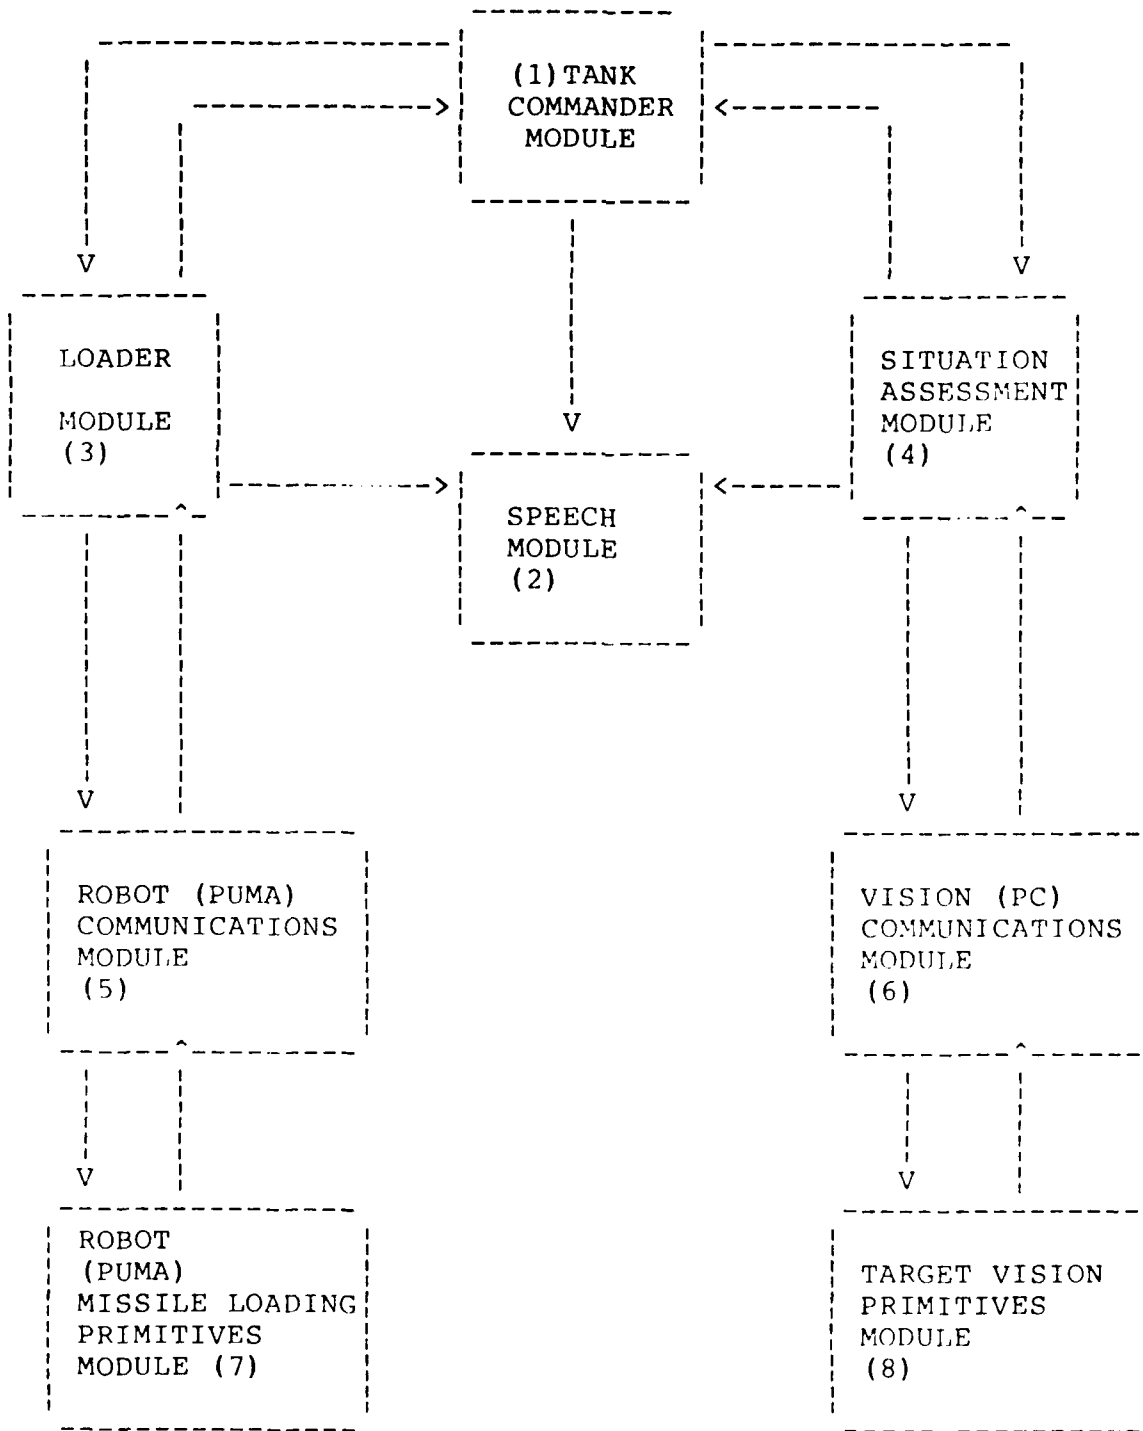 (1) TANK
COMMANDER
MODULE
LOADER
MODULE
(3)
SITUATION
ASSESSMENT
MODULE
(4)
SPEECH
MODULE
(2)
ROBOT (PUMA)
COMMUNICATIONS
MODULE
(5)
VISION (PC)
COMMUNICATIONS
MODULE
(6)
ROBOT
(PUMA)
MISSILE LOADING
PRIMITIVES
MODULE (7)
TARGET VISION
PRIMITIVES
MODULE
(8)